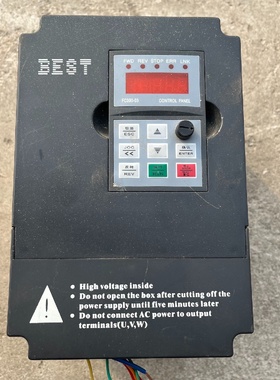 BEST
FWD REV STOP ERR LNK
CONTROL PANEL
ESC
ENTER
<<
REV
High voltage inside
Do not open the box after cutting off the
power supply until five minutes later
Do not connect AC power to output
terminals(U,V,W)